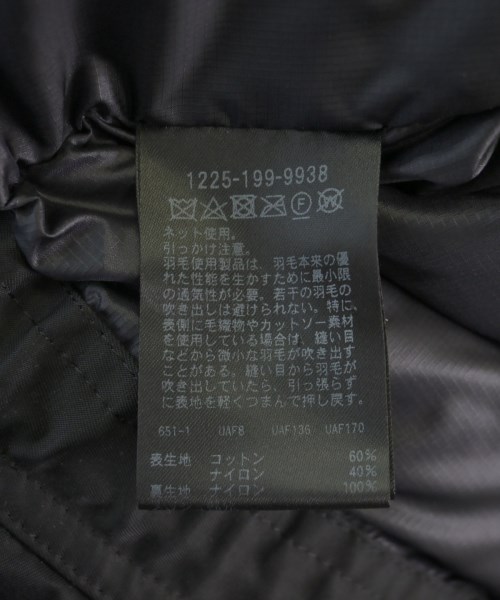 1225-199-9938
F W
ネット使用。
引っかけ注意。
羽毛使用製品は、羽毛本来の優
れた性能を生かすために最小限
の通気性が必要。若干の羽毛の
吹き出しは避けられない。特に、
表側に毛織物やカットソー素材
を使用している場合は、縫い目
などから微小な羽毛が吹き出す
ことがある。縫い目から羽毛が
吹き出していたら、引っ張らず
に表地を軽くつまんで押し戻す。
651-1 UAF8 UAF136 UAF170
表生地 コットン 60%
ナイロン 40%
裏生地 ナイロン 100%